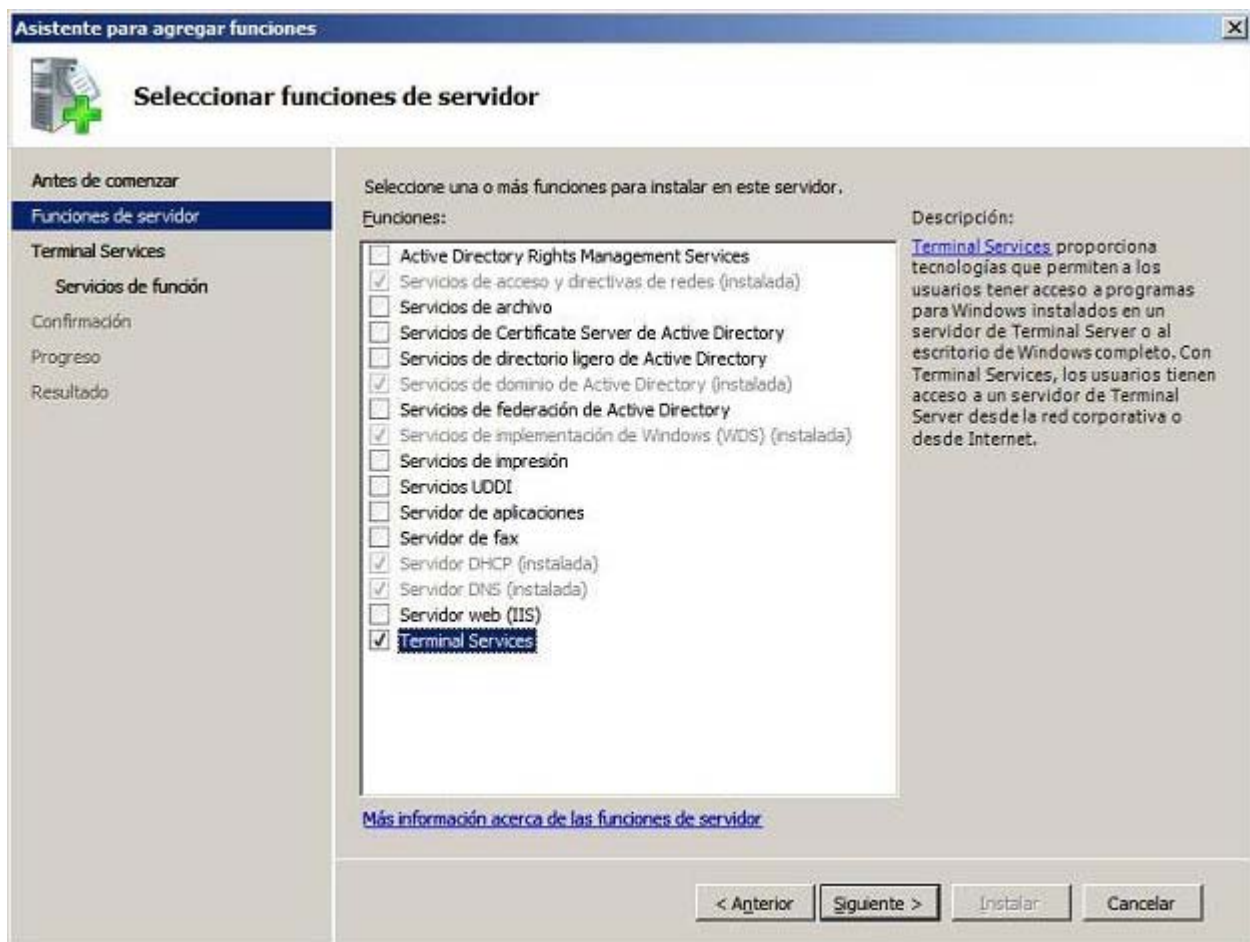 Asistente para agregar funciones
Seleccionar funciones de servidor
Antes de comenzar
Funciones de servidor
Terminal Services
Servicios de función
Confirmación
Progreso
Resultado
Seleccione una o más funciones para instalar en este servidor.
Funciones:
Active Directory Rights Management Services
Servicios de acceso y directivas de redes (instalada)
Servicios de archivo
Servicios de Certificate Server de Active Directory
Servicios de directorio ligero de Active Directory
Servicios de dominio de Active Directory (instalada)
Servicios de federación de Active Directory
Servicios de implementación de Windows (WDS) (instalada)
Servicios de impresión
Servicios UDDI
Servidor de aplicaciones
Servidor de fax
Servidor DHCP (instalada)
Servidor DNS (instalada)
Servidor web (IIS)
Terminal Services
Más información acerca de las funciones de servidor
Descripción:
Terminal Services proporciona
tecnologías que permiten a los
usuarios tener acceso a programas
para Windows instalados en un
servidor de Terminal Server o al
escritorio de Windows completo. Con
Terminal Services, los usuarios tienen
acceso a un servidor de Terminal
Server desde la red corporativa o
desde Internet.
< Anterior
Siguiente >
Instalar
Cancelar